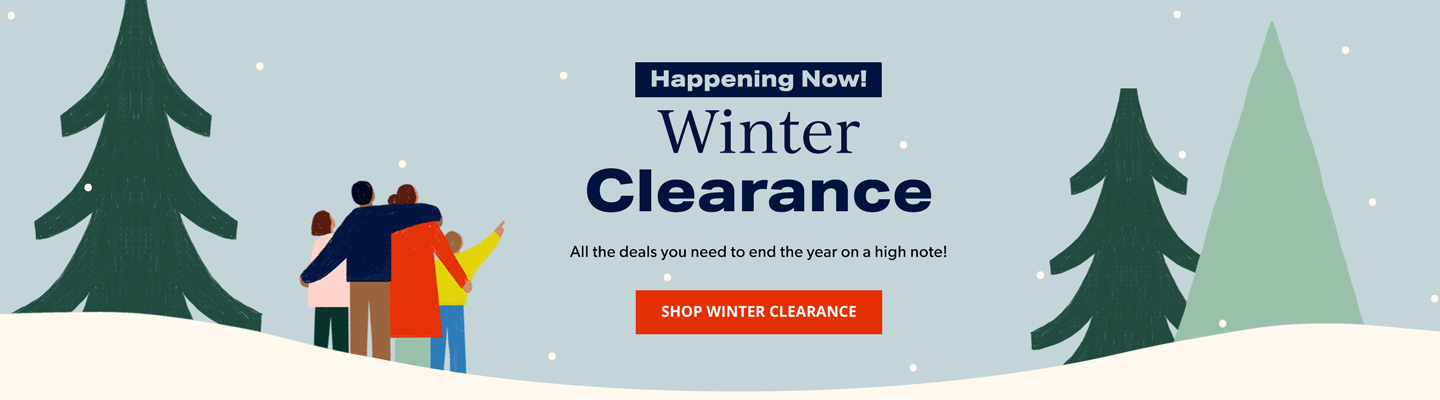 Happening Now!
Winter
Clearance
All the deals you need to end the year on a high note!
SHOP WINTER CLEARANCE